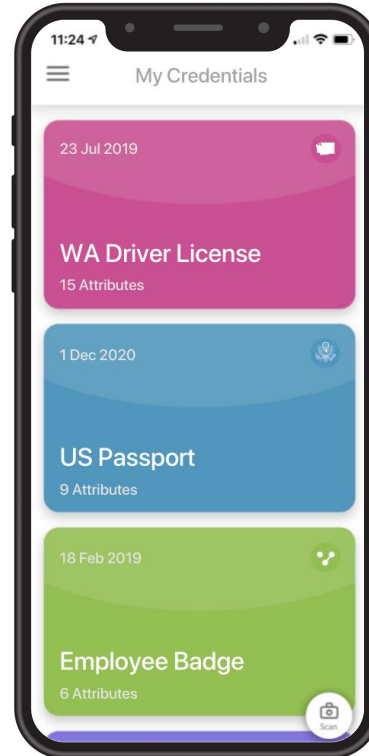 11:24
My Credentials
23 Jul 2019
WA Driver License
15 Attributes
1 Dec 2020
US Passport
9 Attributes
18 Feb 2019
Employee Badge
6 Attributes
Scan